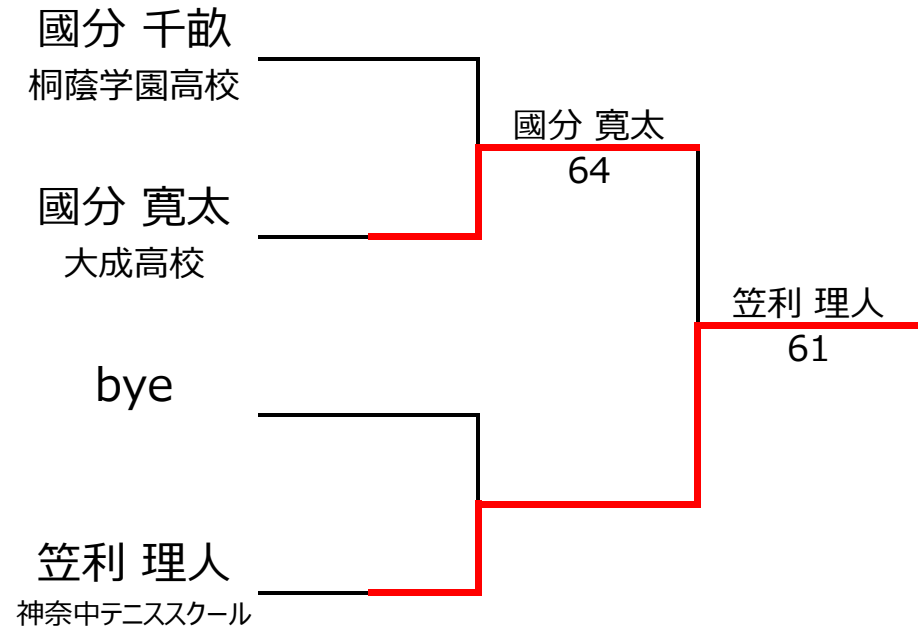 國分 千畝
桐蔭学園高校
國分 寛太
64
國分 寛太
大成高校
笠利 理人
61
bye
笠利 理人
神奈中テニススクール